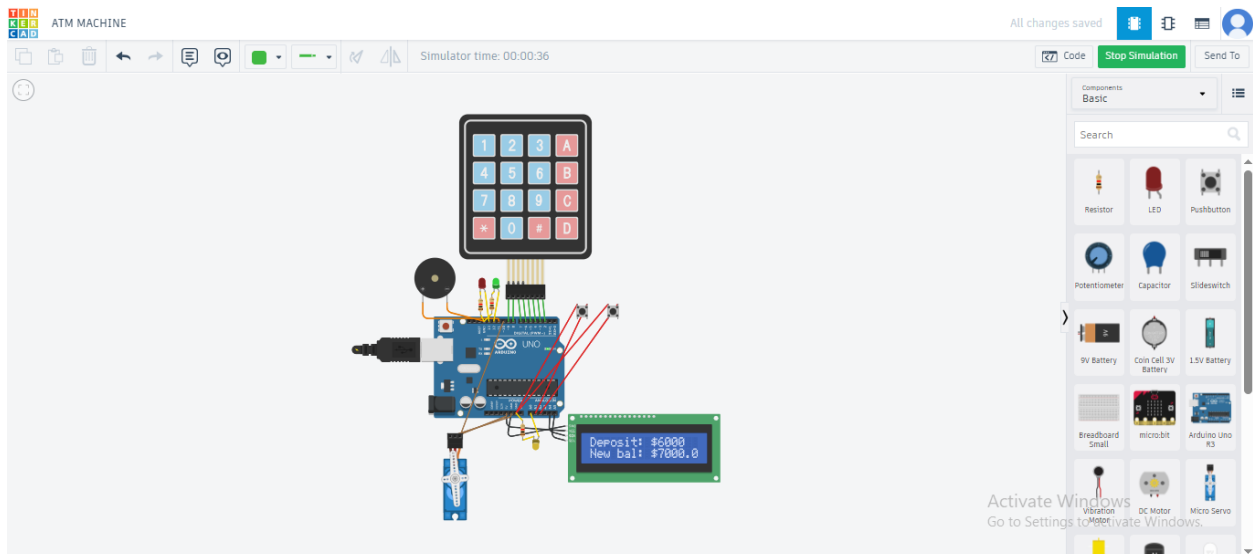 TIN
KER
CAD
ATM MACHINE
All changes saved
Simulator time: 00:00:36
Code
Stop Simulation
Send To
Components
Basic
Search
Resistor
LED
Pushbutton
Potentiometer
Capacitor
Slideswitch
9V Battery
Coin Cell 3V
Battery
1.5V Battery
Breadboard
Small
micro:bit
Arduino Uno
R3
Vibration
Motor
DC Motor
Micro Servo
1 2 3 A
4 5 6 B
7 8 9 C
* 0 # D
UNO
ARDUINO
Deposit: $6000
New bal: $7000.0
Activate Windows
Go to Settings to activate Windows.